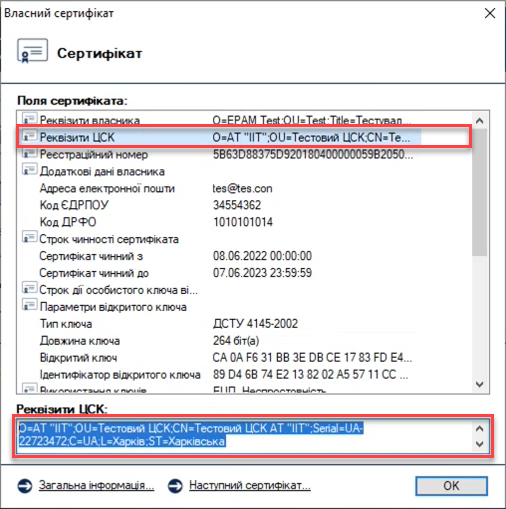 Власний сертифікат
Сертифікат
Поля сертифіката:
Реквізити власника O=EPAM Test;OU=Test;Title=Тестувал...
Реквізити ЦСК O=АТ "ІІТ";OU=Тестовий ЦСК;CN=Те...
Реєстраційний номер 5B63D88375D920180400000059B2050...
Додаткові дані власника
Адреса електронної пошти tes@tes.con
Код ЄДРПОУ 34554362
Код ДРФО 1010101014
Строк чинності сертифіката
Сертифікат чинний з 08.06.2022 00:00:00
Сертифікат чинний до 07.06.2023 23:59:59
Строк дії особистого ключа ві...
Параметри відкритого ключа
Тип ключа ДСТУ 4145-2002
Довжина ключа 264 біт(а)
Відкритий ключ CA 0A F6 31 BB 3E DB CE 17 83 FD E4...
Ідентифікатор відкритого ключа 89 D4 6B 74 E2 13 82 02 A5 57 11 CC ...
Використання ключів ЕЦП, Неспростовність
Реквізити ЦСК:
O=АТ "ІІТ";OU=Тестовий ЦСК;CN=Тестовий ЦСК АТ "ІІТ";Serial=UA-
22723472;C=UA;L=Харків;ST=Харківська
Загальна інформація... Наступний сертифікат... OK